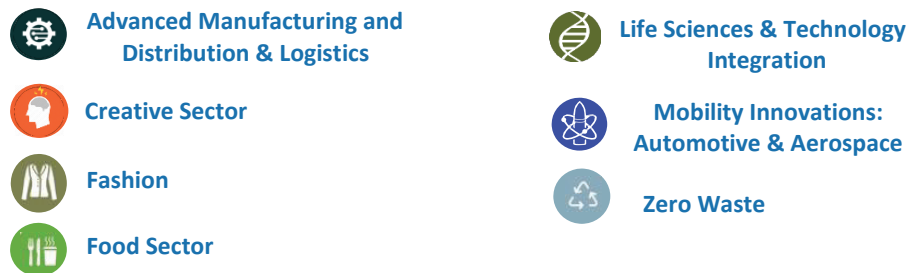 Advanced Manufacturing and
Distribution & Logistics
Creative Sector
Fashion
Food Sector
Life Sciences & Technology
Integration
Mobility Innovations:
Automotive & Aerospace
Zero Waste